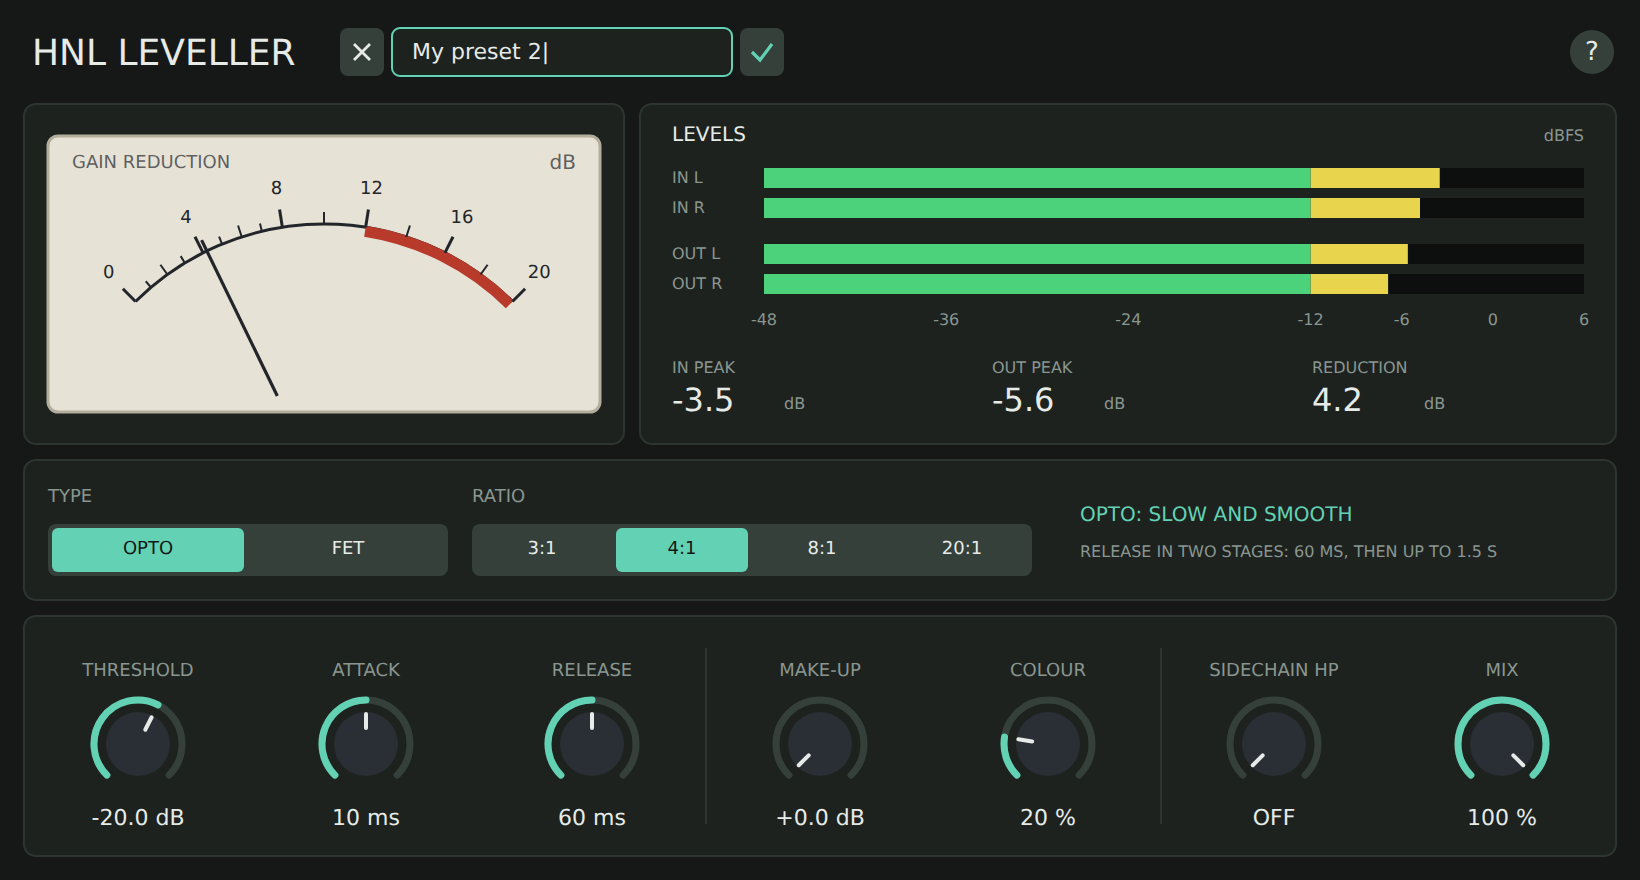 HNL LEVELLER
My preset 2|
?
GAIN REDUCTION dB
0 4 8 12 16 20
LEVELS dBFS
IN L
IN R
OUT L
OUT R
-48 -36 -24 -12 -6 0 6
IN PEAK OUT PEAK REDUCTION
-3.5 dB -5.6 dB 4.2 dB
TYPE RATIO
OPTO FET 3:1 4:1 8:1 20:1
OPTO: SLOW AND SMOOTH
RELEASE IN TWO STAGES: 60 MS, THEN UP TO 1.5 S
THRESHOLD ATTACK RELEASE MAKE-UP COLOUR SIDECHAIN HP MIX
-20.0 dB 10 ms 60 ms +0.0 dB 20 % OFF 100 %